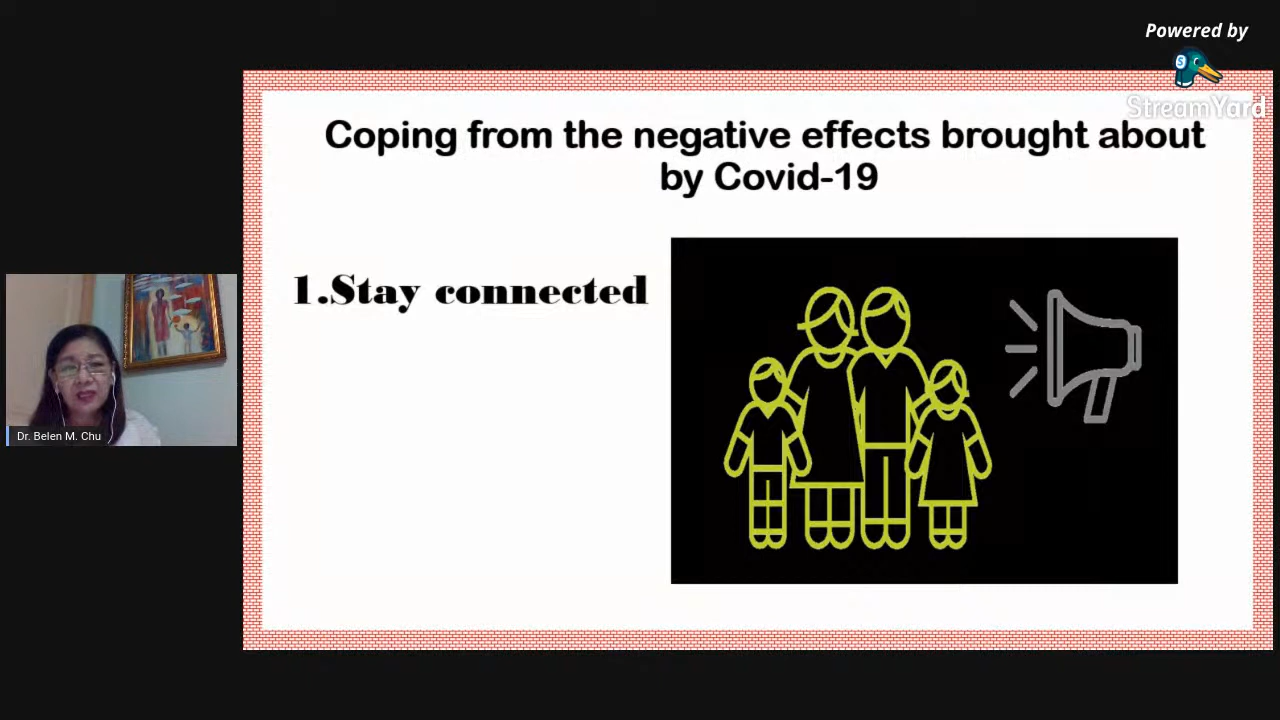 Powered by
StreamYard
Coping from the negative effects brought about
by Covid-19
1.Stay connected
Dr. Belen M. Chu